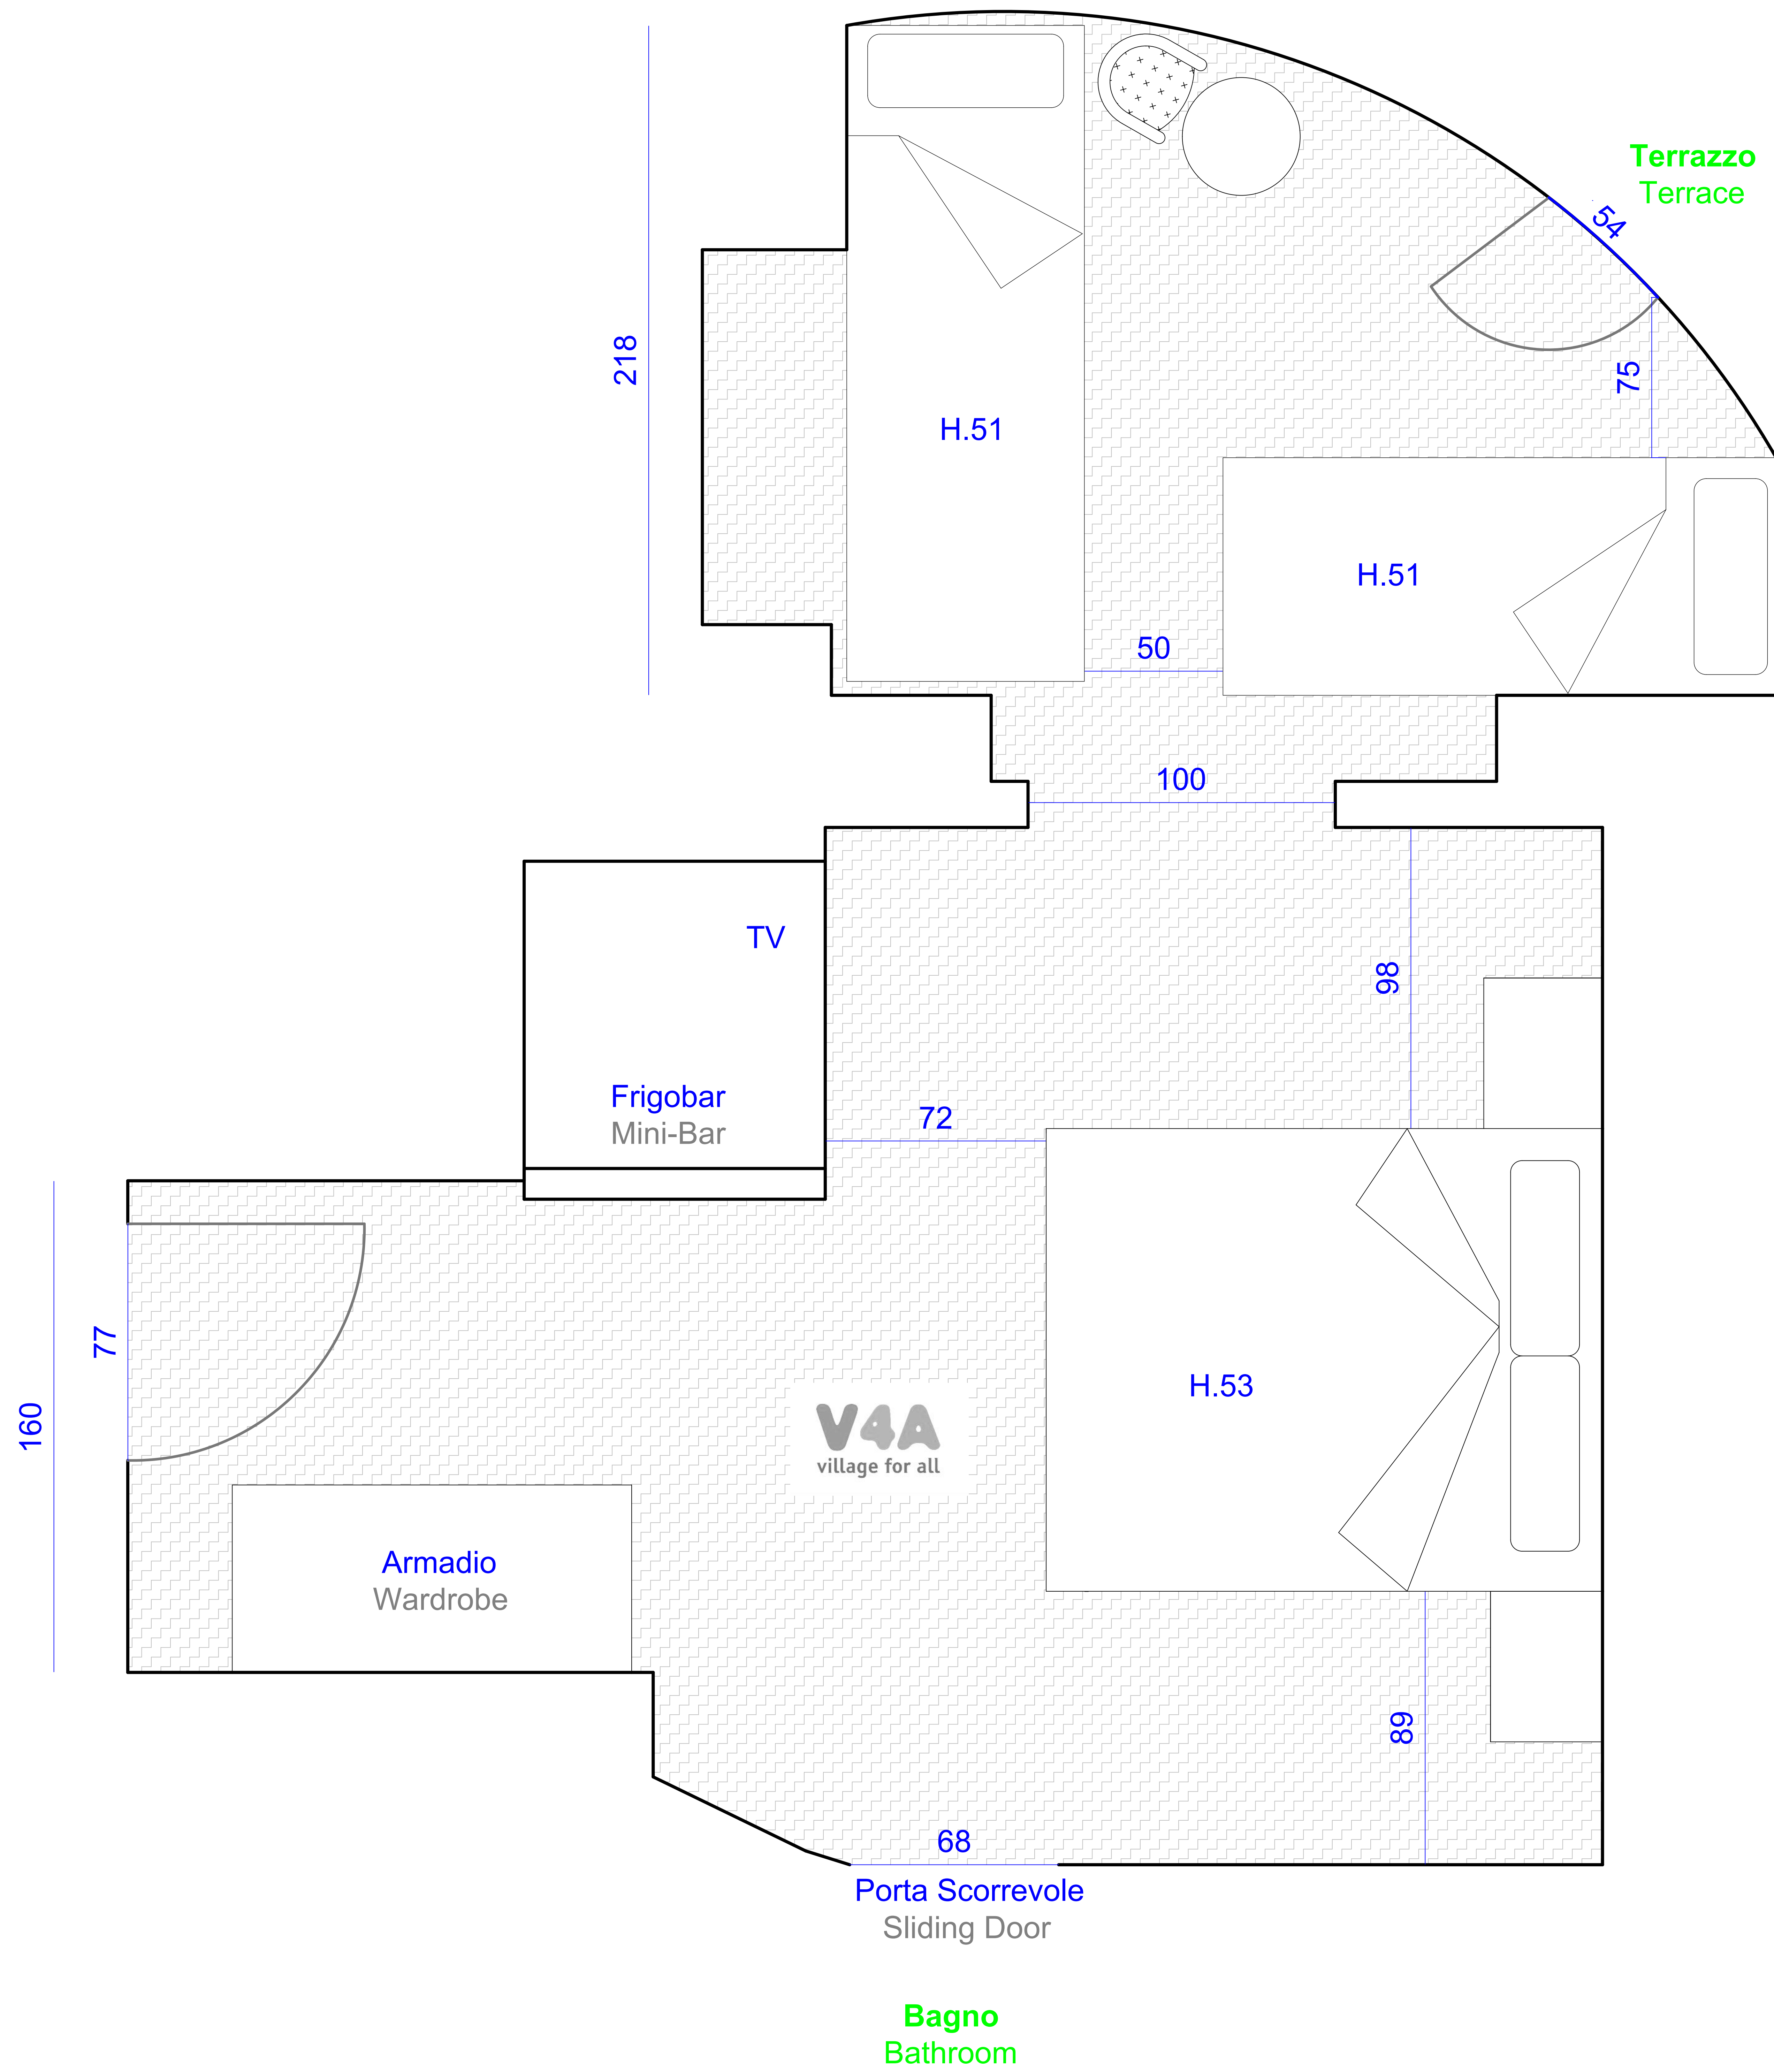 Terrazzo
Terrace
54
218
75
H.51
H.51
50
100
TV
98
Frigobar
Mini-Bar
72
77
160
H.53
V4A
village for all
Armadio
Wardrobe
89
68
Porta Scorrevole
Sliding Door
Bagno
Bathroom